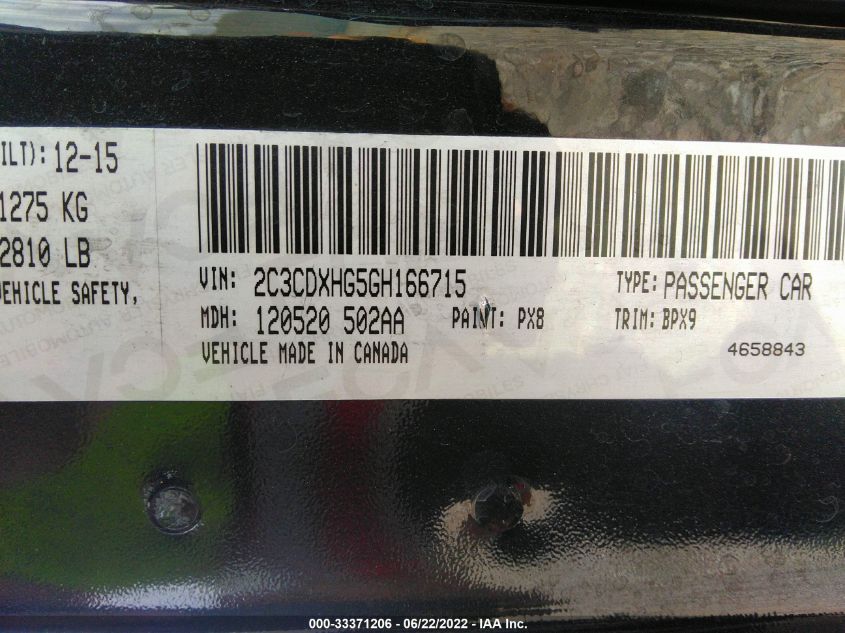 ILT): 12-15
1275 KG
2810 LB
VEHICLE SAFETY,
VIN: 2C3CDXHG5GH166715 TYPE: PASSENGER CAR
MDH: 120520 502AA PAINT: PX8 TRIM: BPX9
VEHICLE MADE IN CANADA 4658843
000-33371206 - 06/22/2022 - IAA Inc.